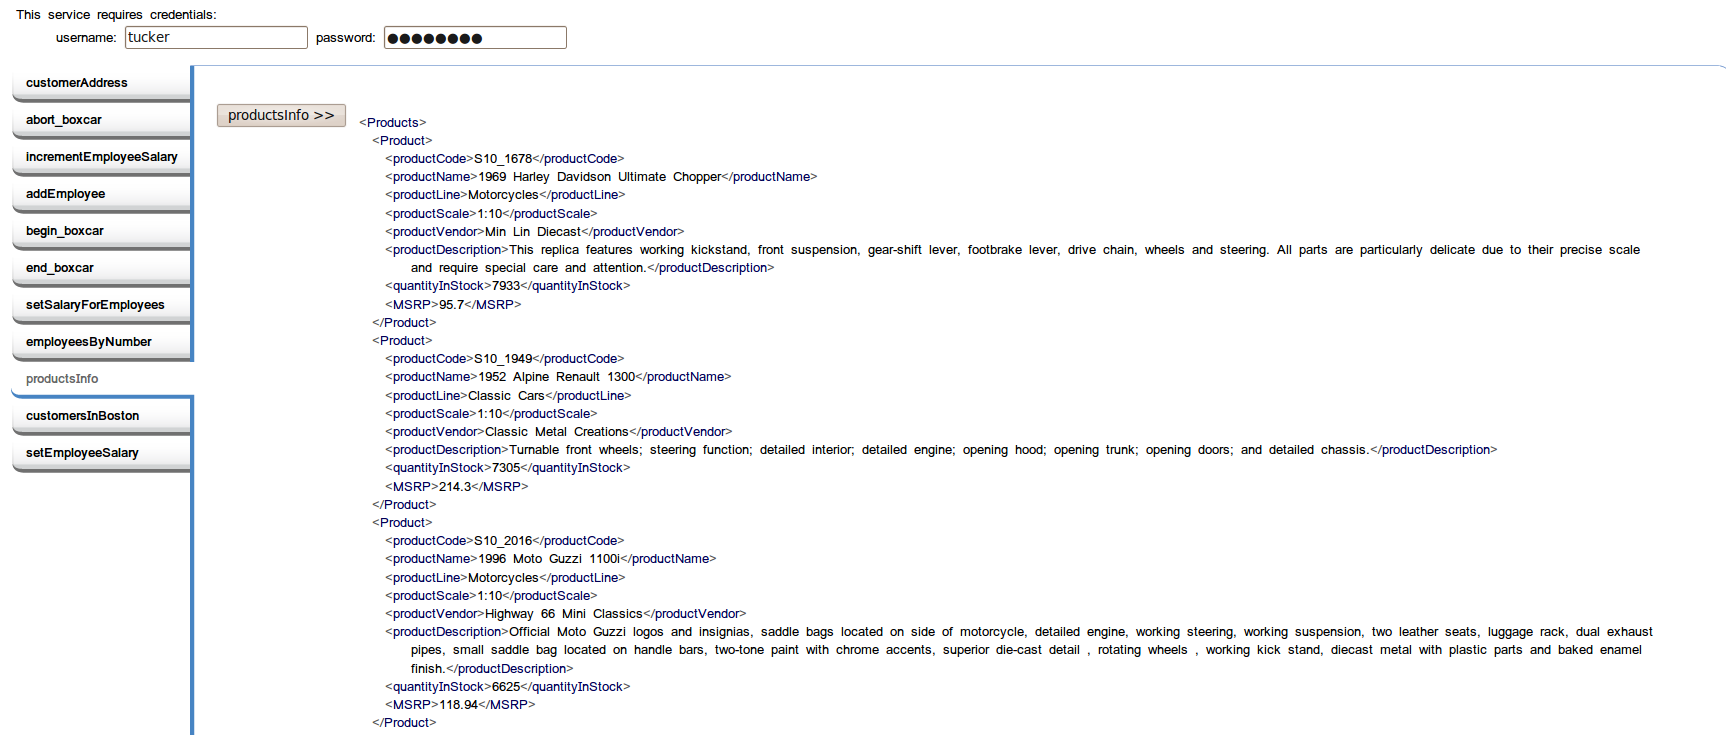 This service requires credentials:
username: tucker password: ●●●●●●●●
customerAddress
abort_boxcar
incrementEmployeeSalary
addEmployee
begin_boxcar
end_boxcar
setSalaryForEmployees
employeesByNumber
productsInfo
customersInBoston
setEmployeeSalary
productsInfo >>
<Products>
<Product>
<productCode>S10_1678</productCode>
<productName>1969 Harley Davidson Ultimate Chopper</productName>
<productLine>Motorcycles</productLine>
<productScale>1:10</productScale>
<productVendor>Min Lin Diecast</productVendor>
<productDescription>This replica features working kickstand, front suspension, gear-shift lever, footbrake lever, drive chain, wheels and steering. All parts are particularly delicate due to their precise scale
and require special care and attention.</productDescription>
<quantityInStock>7933</quantityInStock>
<MSRP>95.7</MSRP>
</Product>
<Product>
<productCode>S10_1949</productCode>
<productName>1952 Alpine Renault 1300</productName>
<productLine>Classic Cars</productLine>
<productScale>1:10</productScale>
<productVendor>Classic Metal Creations</productVendor>
<productDescription>Turnable front wheels; steering function; detailed interior; detailed engine; opening hood; opening trunk; opening doors; and detailed chassis.</productDescription>
<quantityInStock>7305</quantityInStock>
<MSRP>214.3</MSRP>
</Product>
<Product>
<productCode>S10_2016</productCode>
<productName>1996 Moto Guzzi 1100i</productName>
<productLine>Motorcycles</productLine>
<productScale>1:10</productScale>
<productVendor>Highway 66 Mini Classics</productVendor>
<productDescription>Official Moto Guzzi logos and insignias, saddle bags located on side of motorcycle, detailed engine, working steering, working suspension, two leather seats, luggage rack, dual exhaust
pipes, small saddle bag located on handle bars, two-tone paint with chrome accents, superior die-cast detail , rotating wheels , working kick stand, diecast metal with plastic parts and baked enamel
finish.</productDescription>
<quantityInStock>6625</quantityInStock>
<MSRP>118.94</MSRP>
</Product>